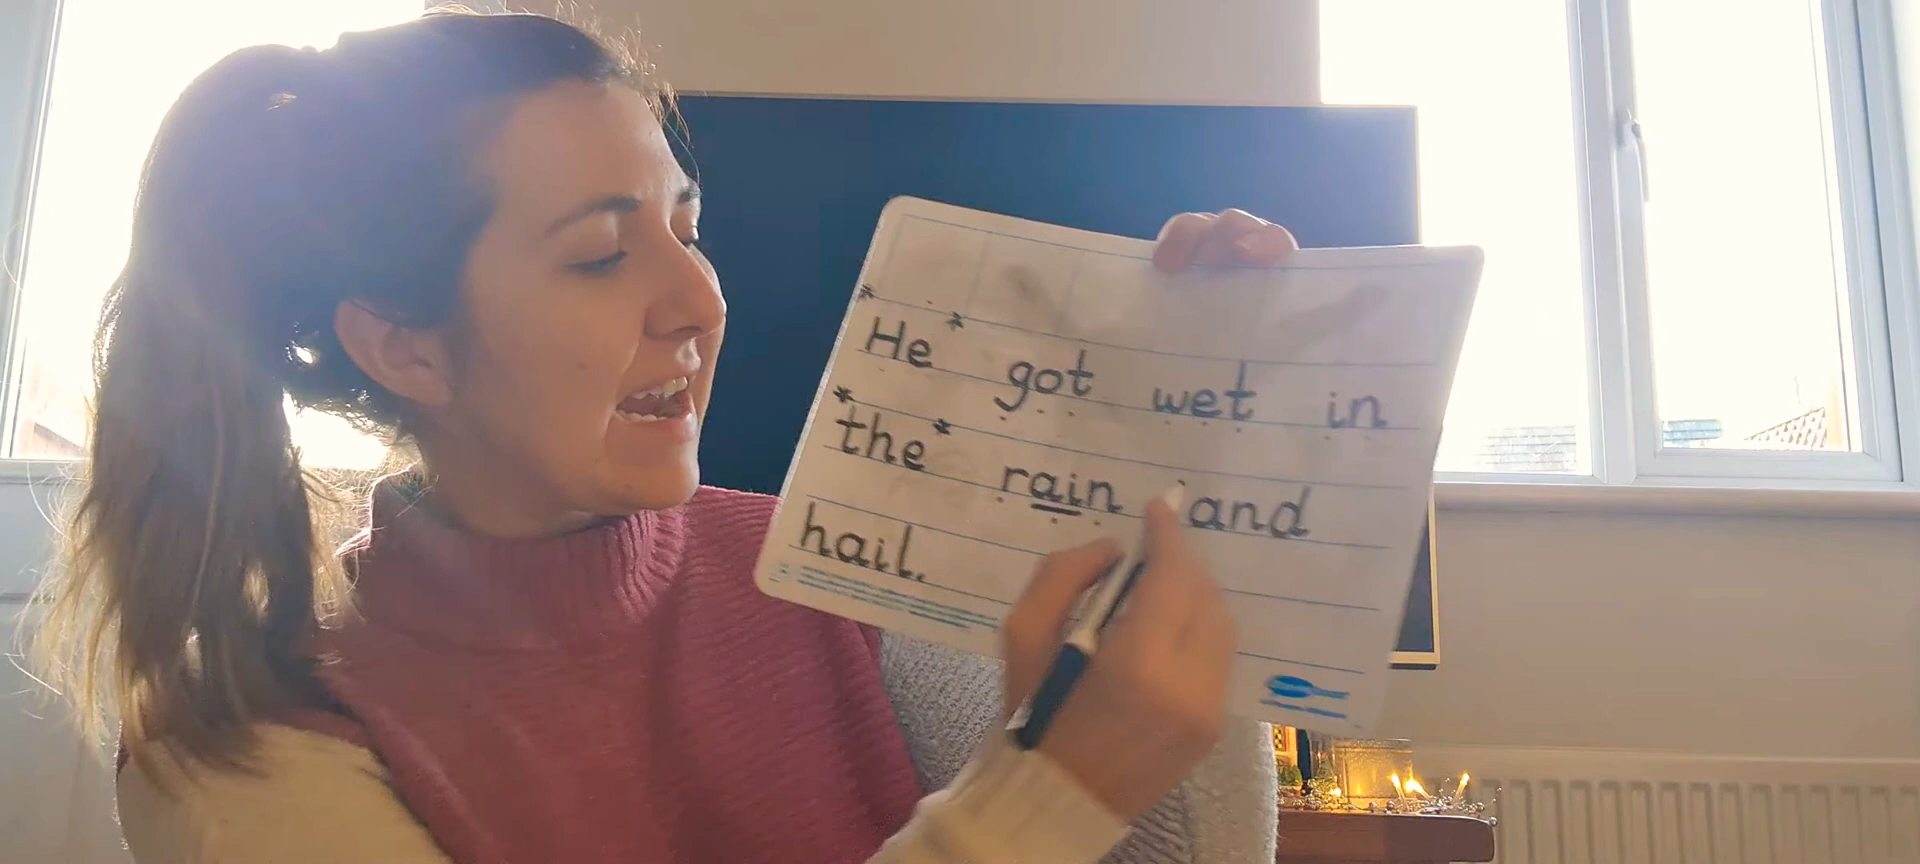 He got wet in
the rain and
hail.